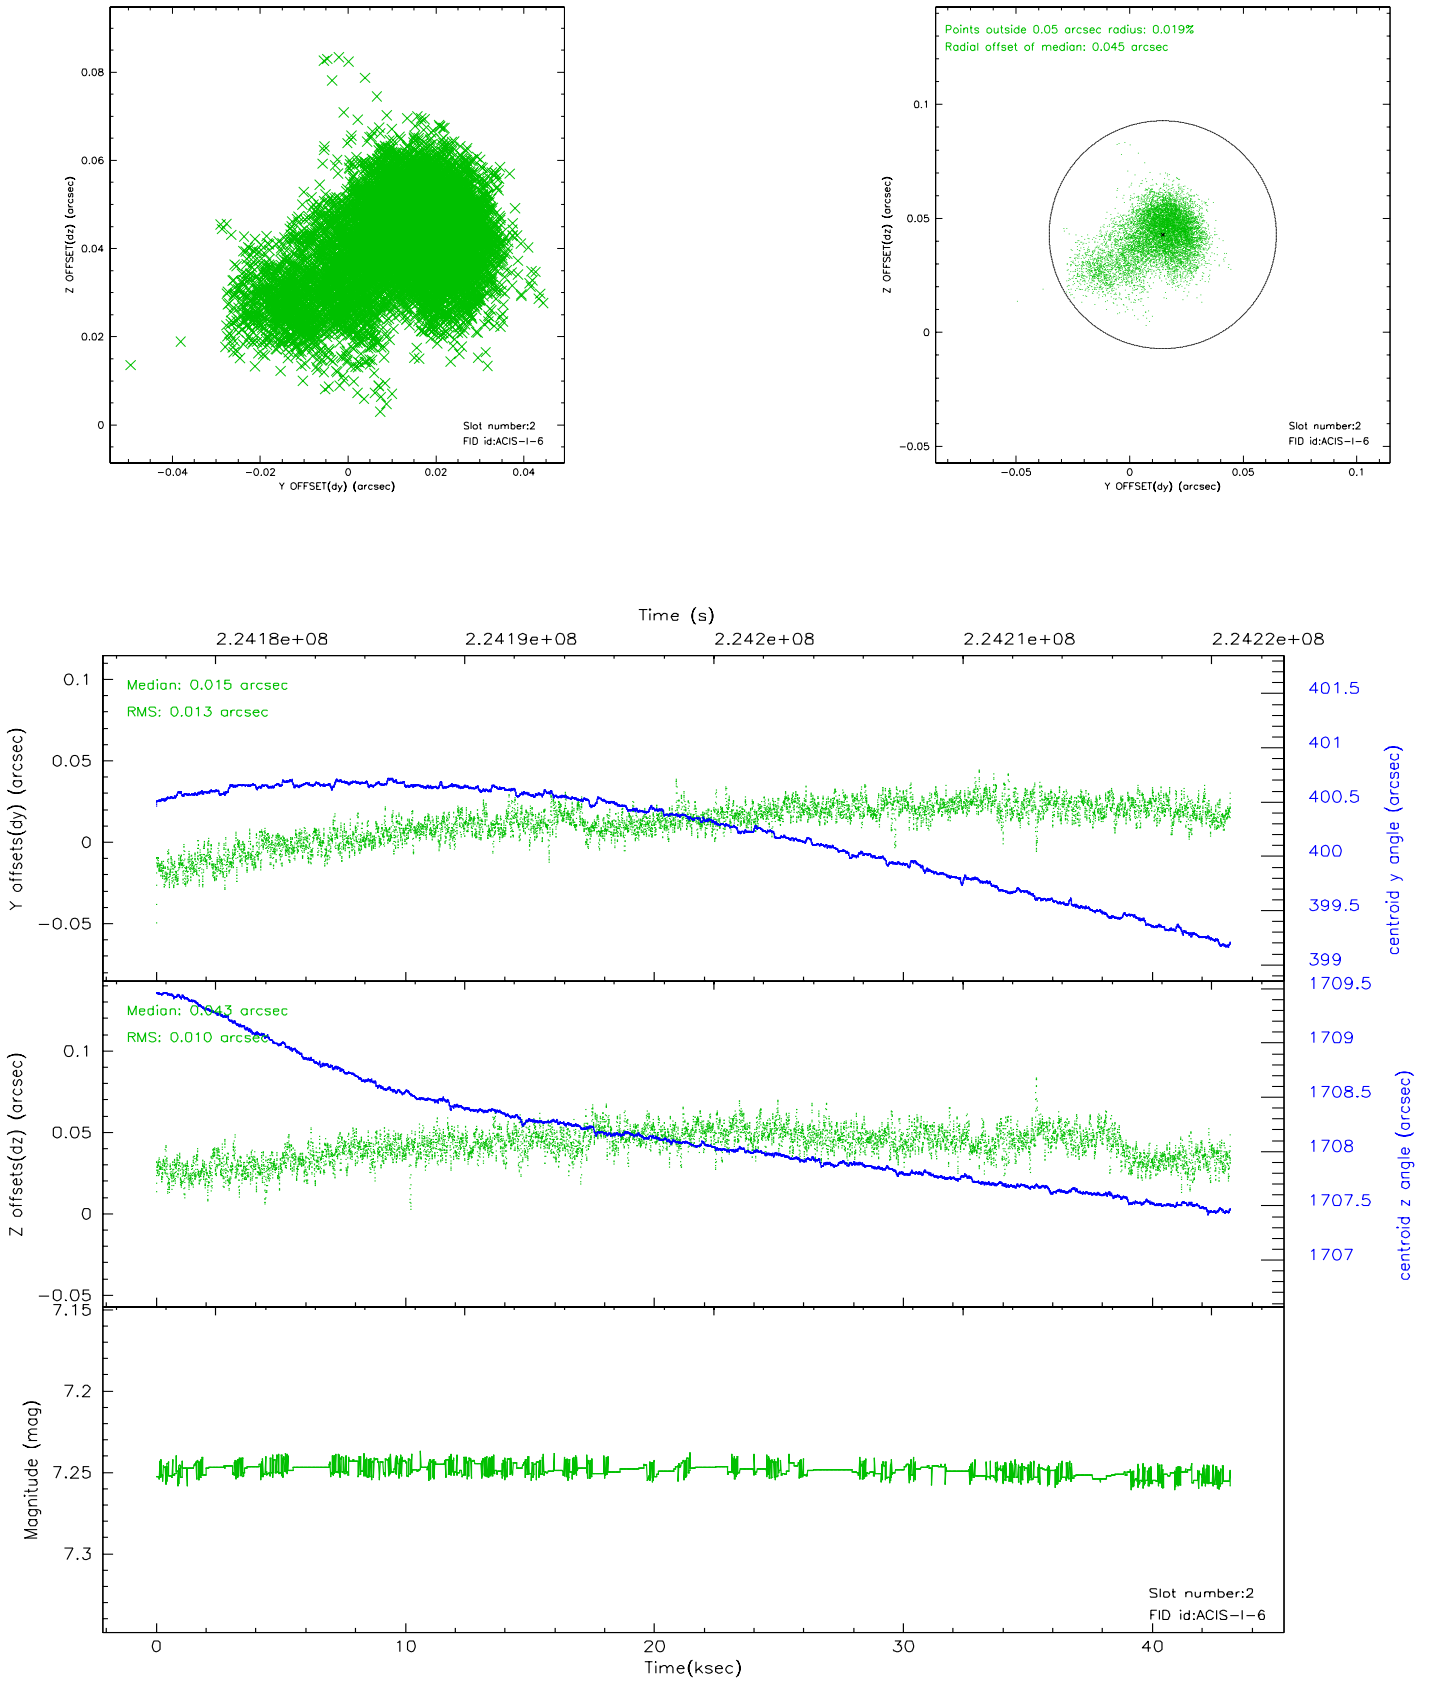 0.08
0.06
0.04
0.02
0
Z OFFSET(dz) (arcsec)
Slot number:2
FID id:ACIS-I-6
-0.04 -0.02 0 0.02 0.04
Y OFFSET(dy) (arcsec)
Points outside 0.05 arcsec radius: 0.019%
Radial offset of median: 0.045 arcsec
0.1
0.05
0
-0.05
Z OFFSET(dz) (arcsec)
Slot number:2
FID id:ACIS-I-6
-0.05 0 0.05 0.1
Y OFFSET(dy) (arcsec)
Time (s)
2.2418e+08 2.2419e+08 2.242e+08 2.2421e+08 2.2422e+08
Median: 0.015 arcsec
RMS: 0.013 arcsec
0.1
0.05
0
-0.05
Y offsets(dy) (arcsec)
401.5
401
400.5
400
399.5
399
centroid y angle (arcsec)
Median: 0.043 arcsec
RMS: 0.010 arcsec
0.1
0.05
0
-0.05
Z offsets(dz) (arcsec)
1709.5
1709
1708.5
1708
1707.5
1707
centroid z angle (arcsec)
7.15
7.2
7.25
7.3
Magnitude (mag)
Slot number:2
FID id:ACIS-I-6
0 10 20 30 40
Time(ksec)